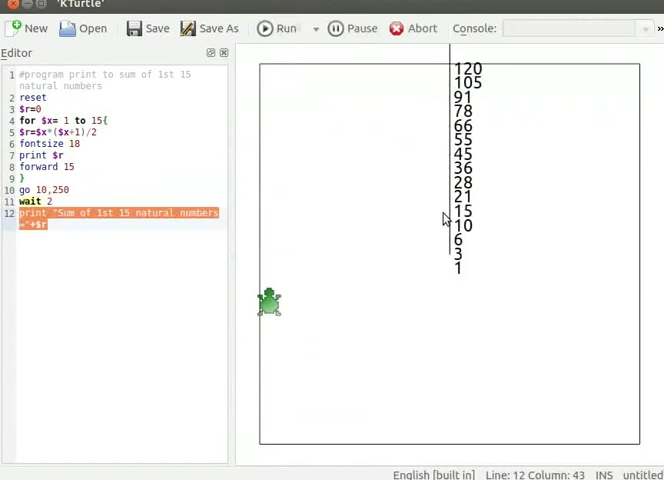 'KTurtle'
New Open Save Save As Run Pause Abort Console: »
Editor
1 #program print to sum of 1st 15
natural numbers
2 reset
3 $r=0
4 for $x= 1 to 15{
5 $r=$x*($x+1)/2
6 fontsize 18
7 print $r
8 forward 15
9 }
10 go 10,250
11 wait 2
12 print "Sum of 1st 15 natural numbers
="+$r
120
105
91
78
66
55
45
36
28
21
15
10
6
3
1
English [built in] Line: 12 Column: 43 INS untitled